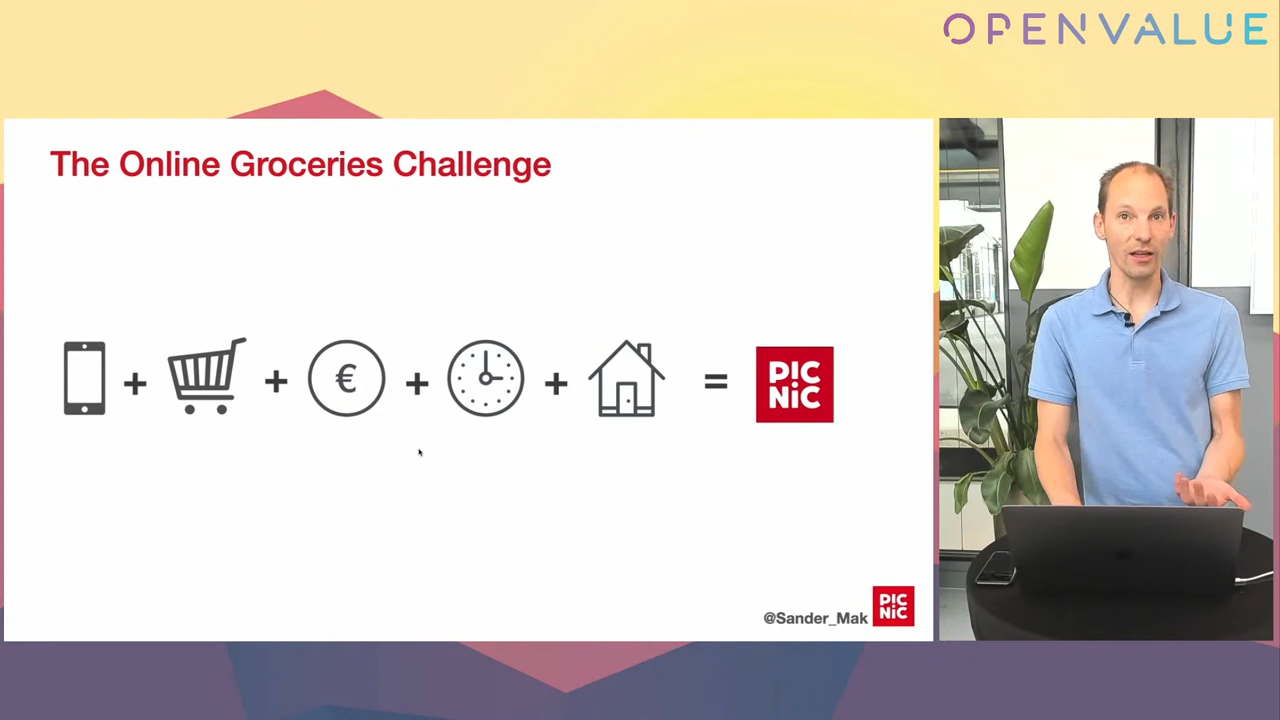 OPENVALUE
The Online Groceries Challenge
+ + € + + = PIC
NiC
@Sander_Mak PIC
NiC